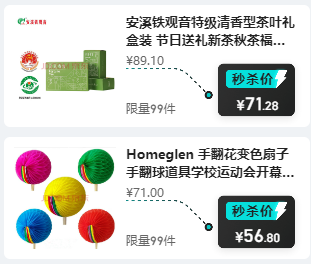 安溪铁观音特级清香型茶叶礼
盒装 节日送礼新茶秋茶福...
¥89.10
秒杀价
¥71.28
限量99件
Homeglen 手翻花变色扇子
手翻球道具学校运动会开幕...
¥71.00
秒杀价
¥56.80
限量99件